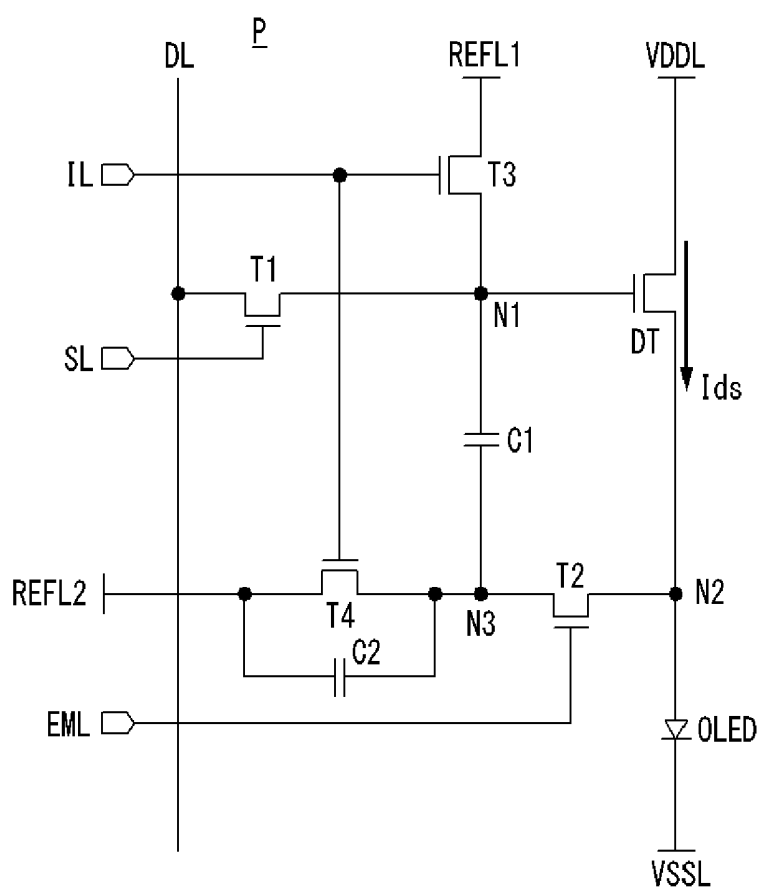 P
DL
REFL1
VDDL
IL
T3
T1
N1
DT
SL
Ids
C1
T2
REFL2
N2
T4
N3
C2
EML
OLED
VSSL